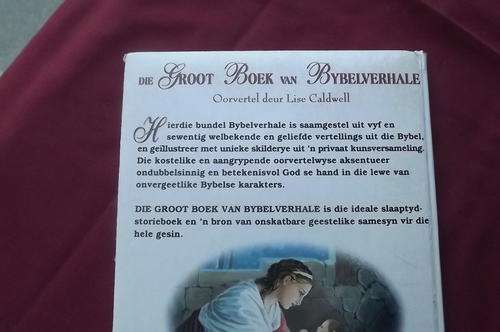 DIE GROOT BOEK VAN BYBELVERHALE
Oorvertel deur Lise Caldwell
Hierdie bundel Bybelverhale is saamgestel uit vyf en
sewentig welbekende en geliefde vertellings uit die Bybel,
en geïllustreer met unieke skilderye uit 'n privaat kunsversameling.
Die kostelike en aangrypende oorvertelwyse aksentueer
ondubbelsinnig en betekenisvol God se hand in die lewe van
onvergeetlike Bybelse karakters.
DIE GROOT BOEK VAN BYBELVERHALE is die ideale slaaptyd-
storieboek en 'n bron van onskatbare geestelike samesyn vir die
hele gesin.